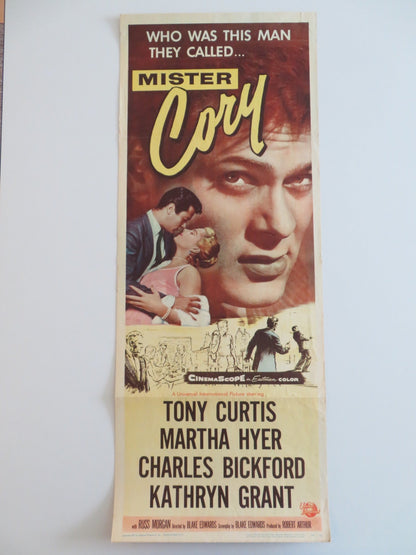 WHO WAS THIS MAN
THEY CALLED...
MISTER
Cory
CINEMASCOPE in Eastman COLOR
A Universal-International Picture starring
TONY CURTIS
MARTHA HYER
CHARLES BICKFORD
KATHRYN GRANT
with RUSS MORGAN Directed by BLAKE EDWARDS Screenplay by BLAKE EDWARDS Produced by ROBERT ARTHUR